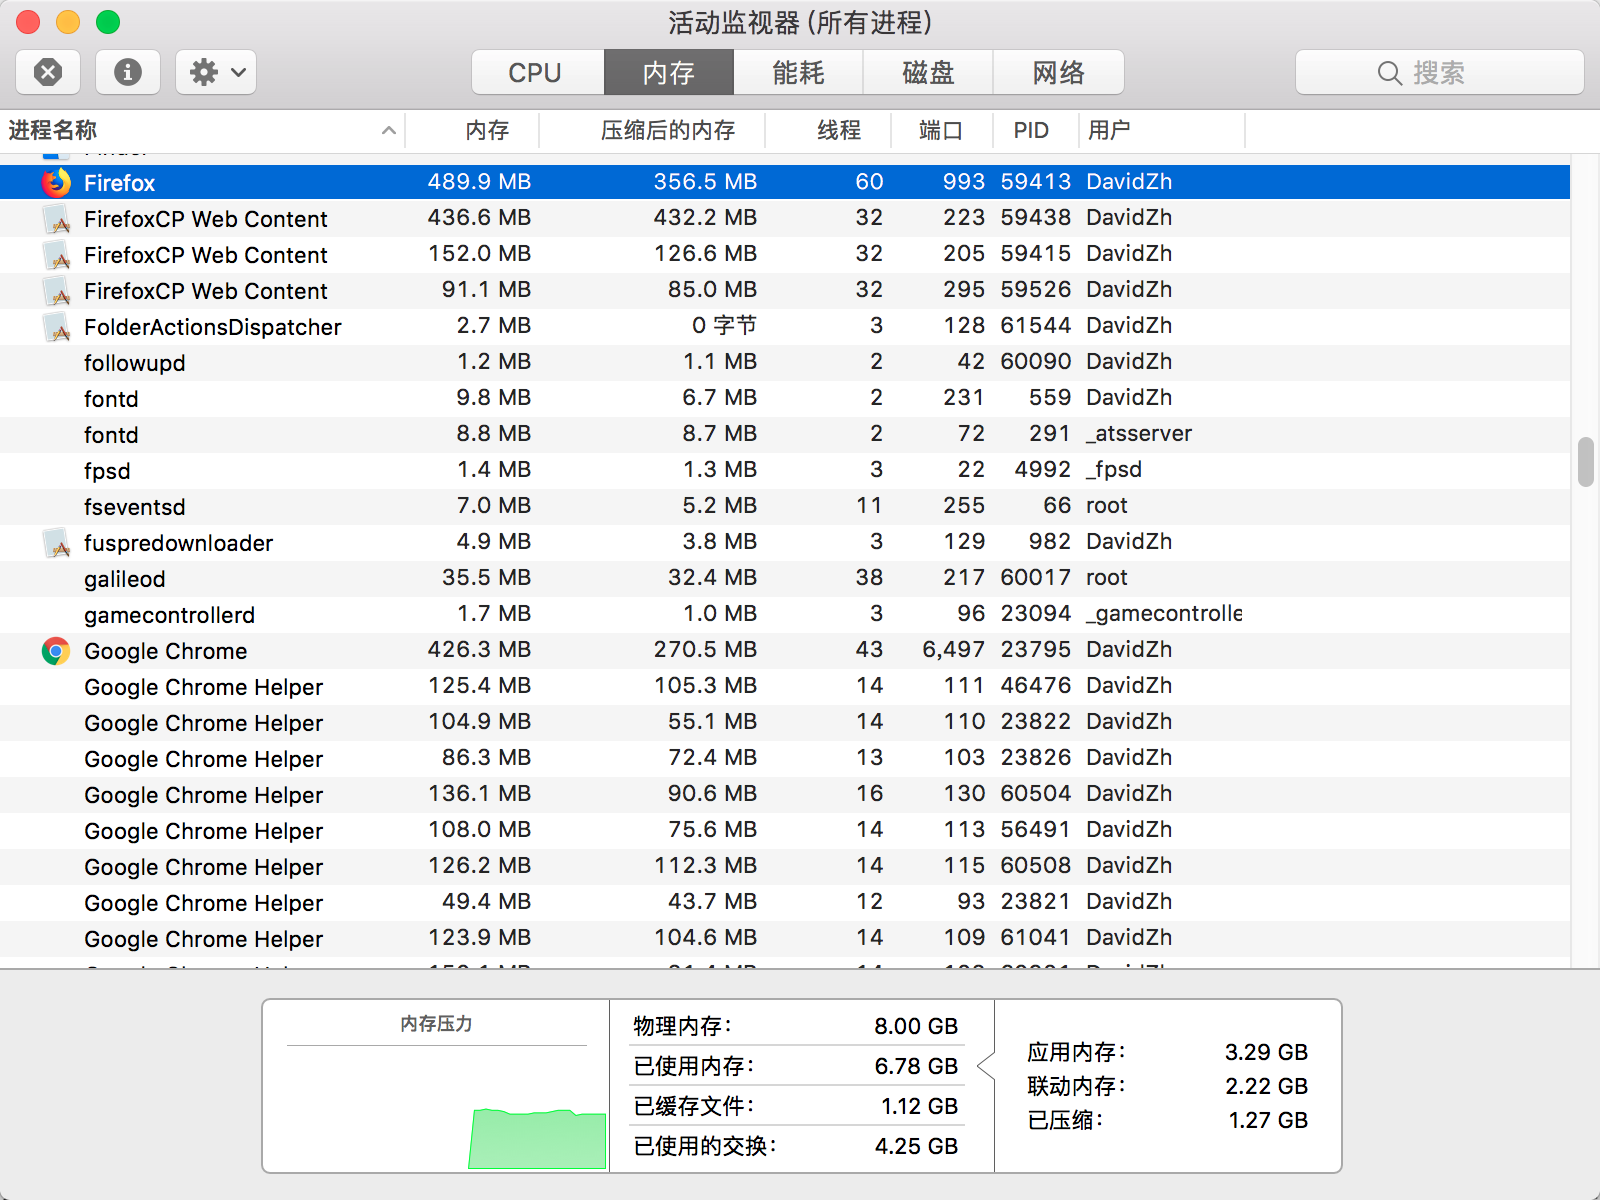 活动监视器 (所有进程)
CPU 内存 能耗 磁盘 网络 搜索
进程名称 内存 压缩后的内存 线程 端口 PID 用户
Firefox 489.9 MB 356.5 MB 60 993 59413 DavidZh
FirefoxCP Web Content 436.6 MB 432.2 MB 32 223 59438 DavidZh
FirefoxCP Web Content 152.0 MB 126.6 MB 32 205 59415 DavidZh
FirefoxCP Web Content 91.1 MB 85.0 MB 32 295 59526 DavidZh
FolderActionsDispatcher 2.7 MB 0 字节 3 128 61544 DavidZh
followupd 1.2 MB 1.1 MB 2 42 60090 DavidZh
fontd 9.8 MB 6.7 MB 2 231 559 DavidZh
fontd 8.8 MB 8.7 MB 2 72 291 _atsserver
fpsd 1.4 MB 1.3 MB 3 22 4992 _fpsd
fseventsd 7.0 MB 5.2 MB 11 255 66 root
fuspredownloader 4.9 MB 3.8 MB 3 129 982 DavidZh
galileod 35.5 MB 32.4 MB 38 217 60017 root
gamecontrollerd 1.7 MB 1.0 MB 3 96 23094 _gamecontrolle
Google Chrome 426.3 MB 270.5 MB 43 6,497 23795 DavidZh
Google Chrome Helper 125.4 MB 105.3 MB 14 111 46476 DavidZh
Google Chrome Helper 104.9 MB 55.1 MB 14 110 23822 DavidZh
Google Chrome Helper 86.3 MB 72.4 MB 13 103 23826 DavidZh
Google Chrome Helper 136.1 MB 90.6 MB 16 130 60504 DavidZh
Google Chrome Helper 108.0 MB 75.6 MB 14 113 56491 DavidZh
Google Chrome Helper 126.2 MB 112.3 MB 14 115 60508 DavidZh
Google Chrome Helper 49.4 MB 43.7 MB 12 93 23821 DavidZh
Google Chrome Helper 123.9 MB 104.6 MB 14 109 61041 DavidZh
内存压力
物理内存: 8.00 GB
已使用内存: 6.78 GB
已缓存文件: 1.12 GB
已使用的交换: 4.25 GB
应用内存: 3.29 GB
联动内存: 2.22 GB
已压缩: 1.27 GB